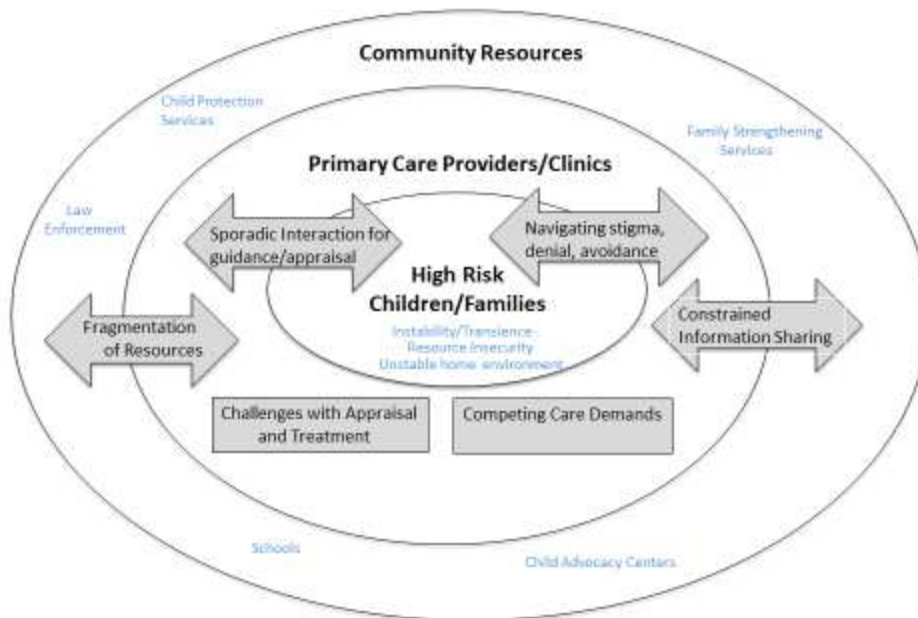 Community Resources
Child Protection
Services
Family Strengthening
Services
Primary Care Providers/Clinics
Law
Enforcement
Sporadic Interaction for
guidance/appraisal
Navigating stigma,
denial, avoidance
High Risk
Children/Families
Fragmentation
of Resources
Constrained
Information Sharing
Instability/Transience
Resource Insecurity
Unstable home environment
Challenges with Appraisal
and Treatment
Competing Care Demands
Schools
Child Advocacy Centers